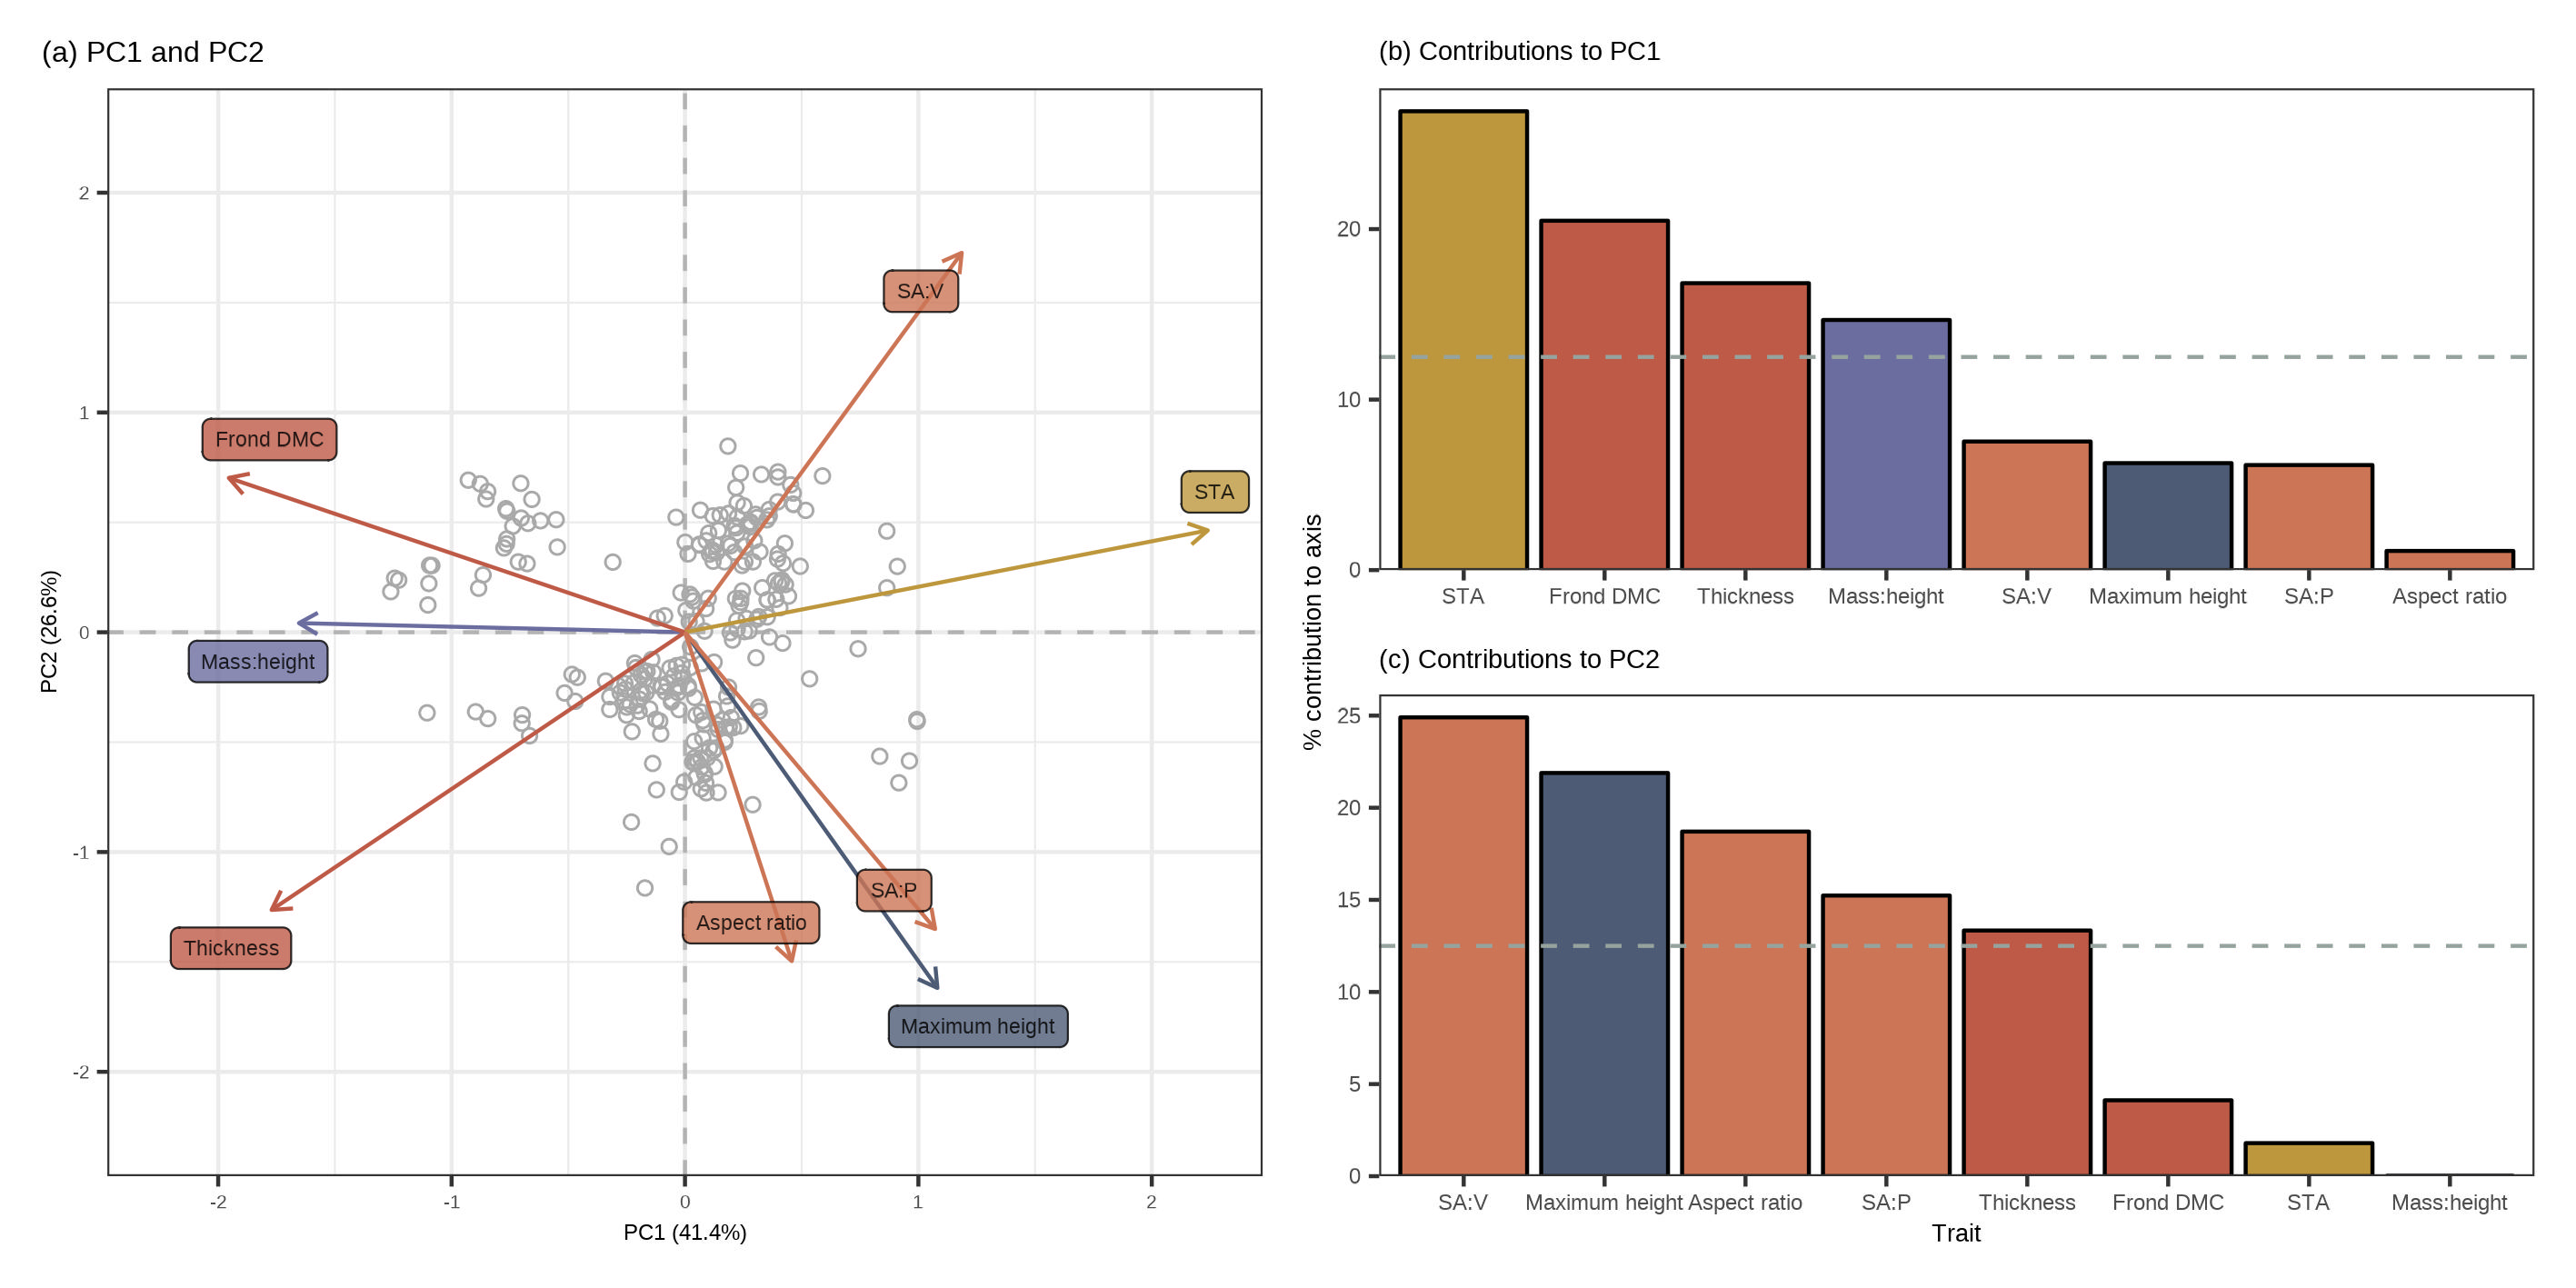 (a) PC1 and PC2
PC2 (26.6%)
2
1
0
-1
-2
SA:V
Frond DMC
STA
Mass:height
SA:P
Aspect ratio
Thickness
Maximum height
-2 -1 0 1 2
PC1 (41.4%)
(b) Contributions to PC1
% contribution to axis
20
10
0
STA Frond DMC Thickness Mass:height SA:V Maximum height SA:P Aspect ratio
(c) Contributions to PC2
25
20
15
10
5
0
SA:V Maximum height Aspect ratio SA:P Thickness Frond DMC STA Mass:height
Trait